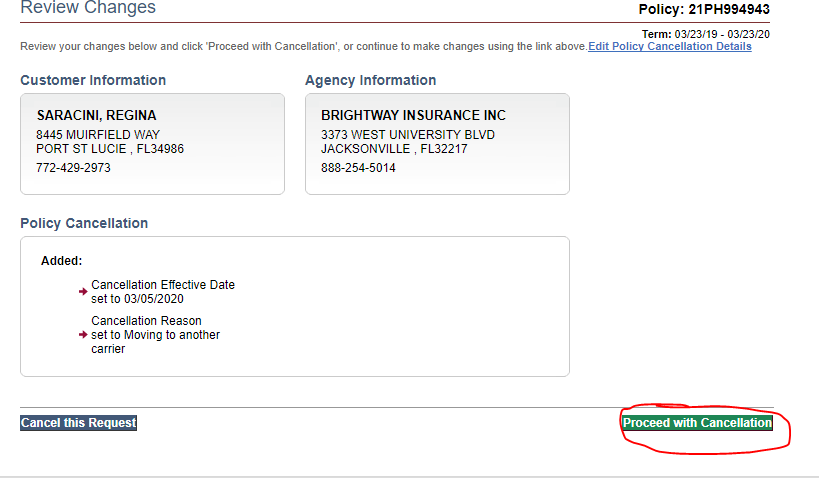 Review Changes
Policy: 21PH994943
Term: 03/23/19 - 03/23/20
Review your changes below and click 'Proceed with Cancellation', or continue to make changes using the link above.Edit Policy Cancellation Details
Customer Information
SARACINI, REGINA
8445 MUIRFIELD WAY
PORT ST LUCIE , FL34986
772-429-2973
Agency Information
BRIGHTWAY INSURANCE INC
3373 WEST UNIVERSITY BLVD
JACKSONVILLE , FL32217
888-254-5014
Policy Cancellation
Added:
Cancellation Effective Date
set to 03/05/2020
Cancellation Reason
set to Moving to another
carrier
Cancel this Request
Proceed with Cancellation